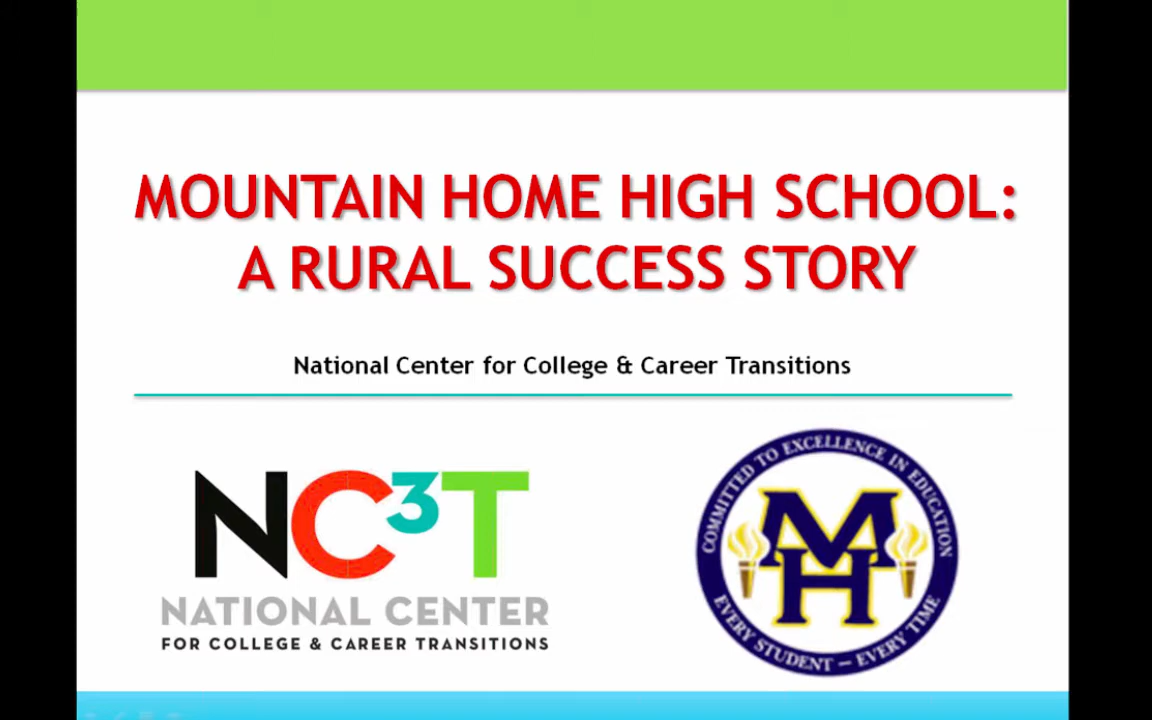 MOUNTAIN HOME HIGH SCHOOL:
A RURAL SUCCESS STORY
National Center for College & Career Transitions
NC³T
NATIONAL CENTER
FOR COLLEGE & CAREER TRANSITIONS
COMMITTED TO EXCELLENCE IN EDUCATION
MH
EVERY STUDENT – EVERY TIME